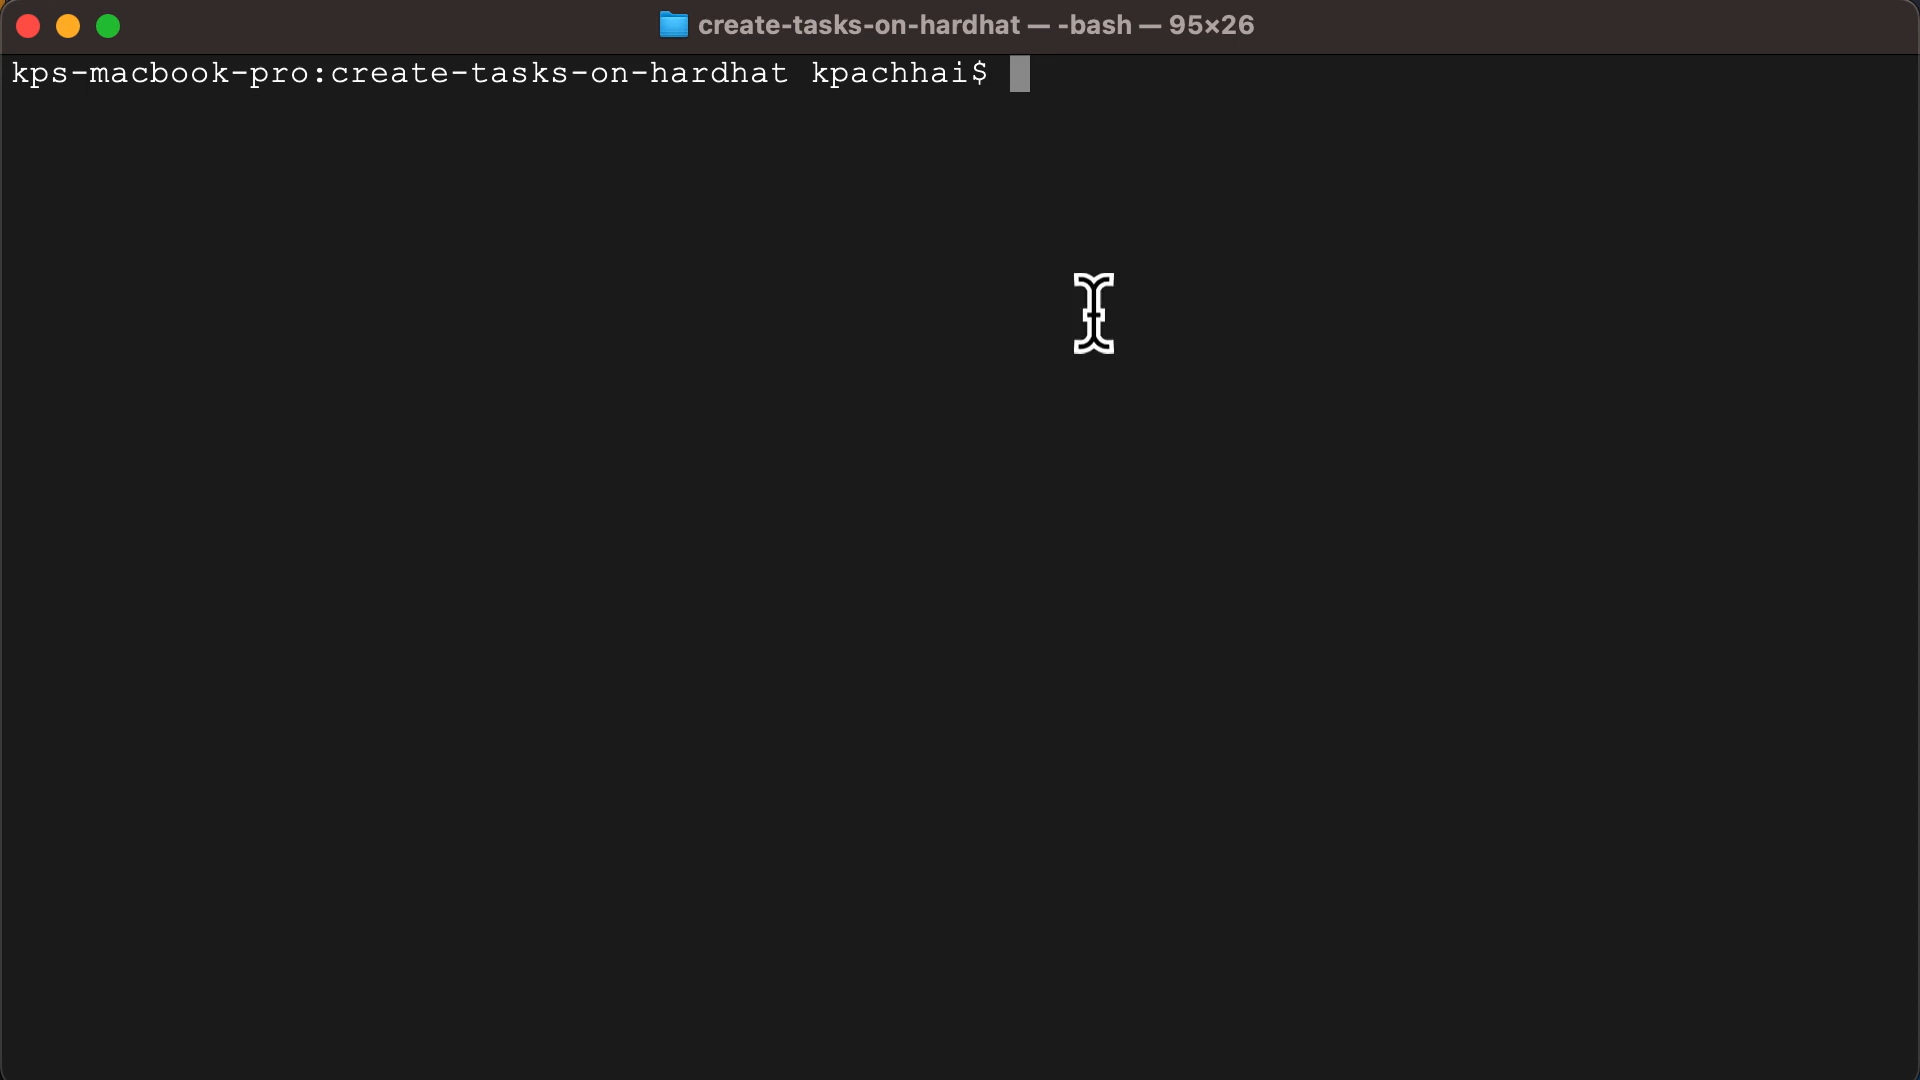 create-tasks-on-hardhat — -bash — 95×26
kps-macbook-pro:create-tasks-on-hardhat kpachhai$